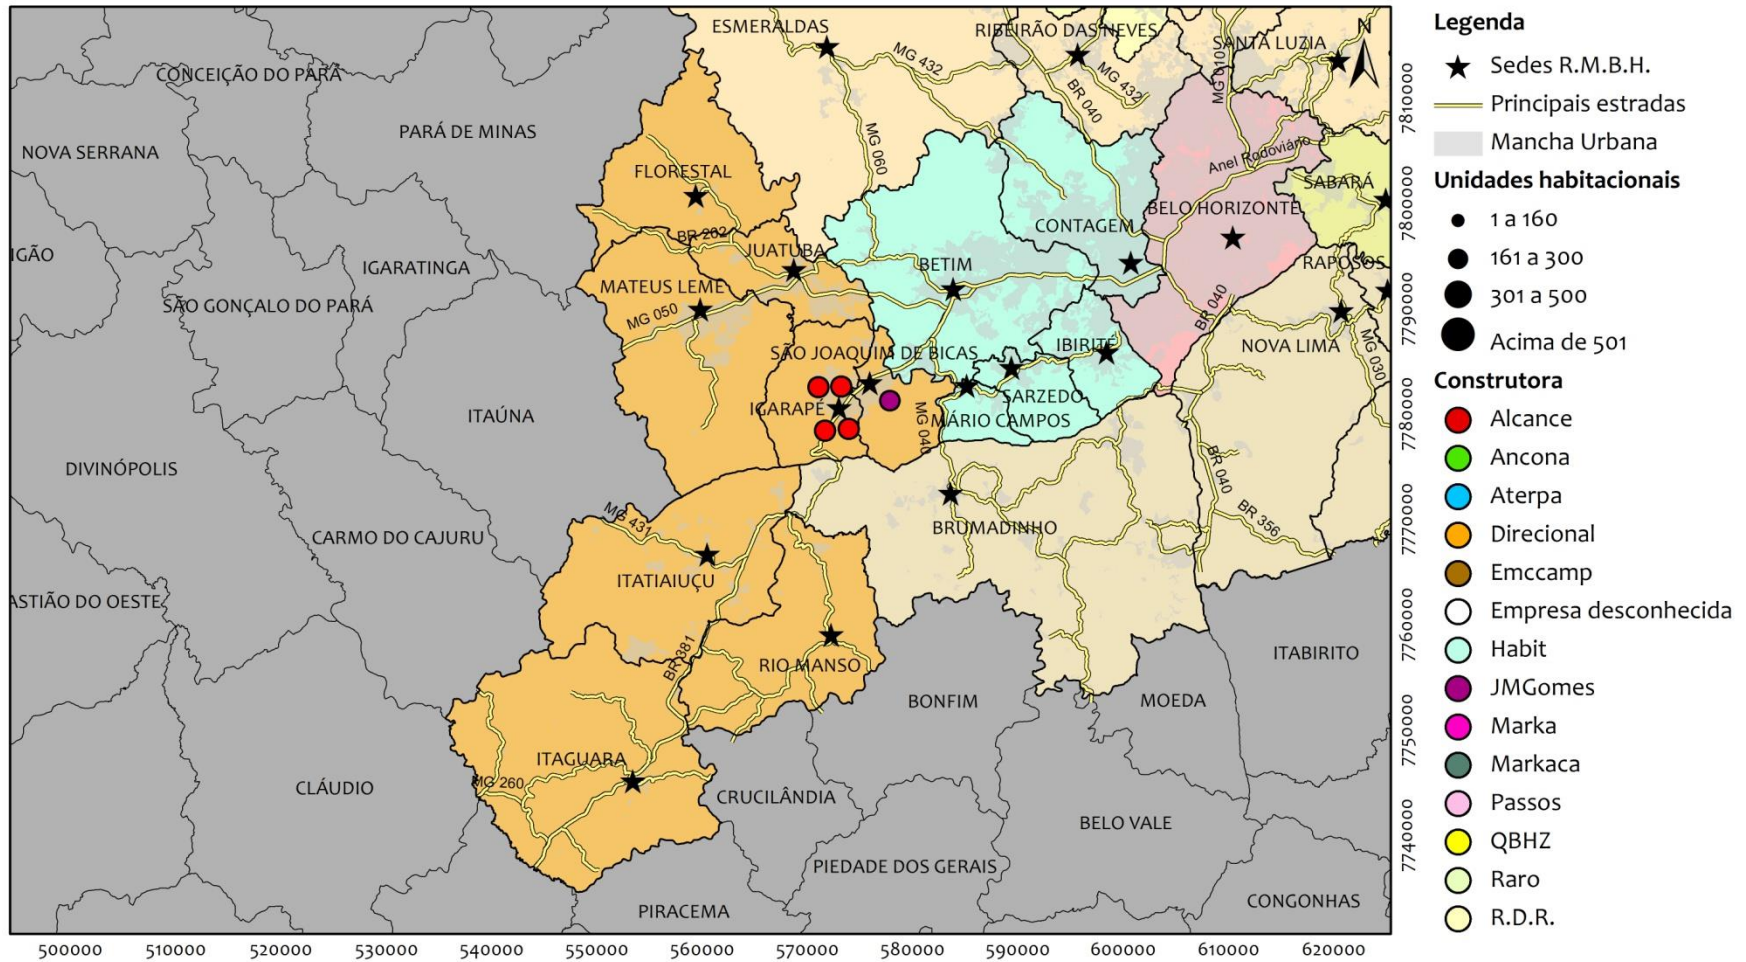 ESMERALDAS
RIBEIRÃO DAS NEVES
SANTA LUZIA
N
CONCEIÇÃO DO PARÁ
MG 432
MG 432
BR 040
MG 010
PARÁ DE MINAS
NOVA SERRANA
MG 060
Anel Rodoviário
FLORESTAL
SABARÁ
BELO HORIZONTE
CONTAGEM
BR 262
JUATUBA
IGÃO
IGARATINGA
BETIM
RAPOSOS
MATEUS LEME
SÃO GONÇALO DO PARÁ
MG 050
BR 040
NOVA LIMA
MG 030
SÃO JOAQUIM DE BICAS
IBIRITÉ
SARZEDO
IGARAPÉ
MG 040
MÁRIO CAMPOS
ITAÚNA
DIVINÓPOLIS
BR 040
BR 356
MG 431
BRUMADINHO
CARMO DO CAJURU
ITATIAIUÇU
ASTIÃO DO OESTE
BR 381
RIO MANSO
ITABIRITO
BONFIM
MOEDA
ITAGUARA
MG 260
CLÁUDIO
CRUCILÂNDIA
BELO VALE
PIEDADE DOS GERAIS
CONGONHAS
PIRACEMA
7810000
7800000
7790000
7780000
7770000
7760000
7750000
7740000
500000 510000 520000 530000 540000 550000 560000 570000 580000 590000 600000 610000 620000
Legenda
Sedes R.M.B.H.
Principais estradas
Mancha Urbana
Unidades habitacionais
1 a 160
161 a 300
301 a 500
Acima de 501
Construtora
Alcance
Ancona
Aterpa
Direcional
Emccamp
Empresa desconhecida
Habit
JMGomes
Marka
Markaca
Passos
QBHZ
Raro
R.D.R.